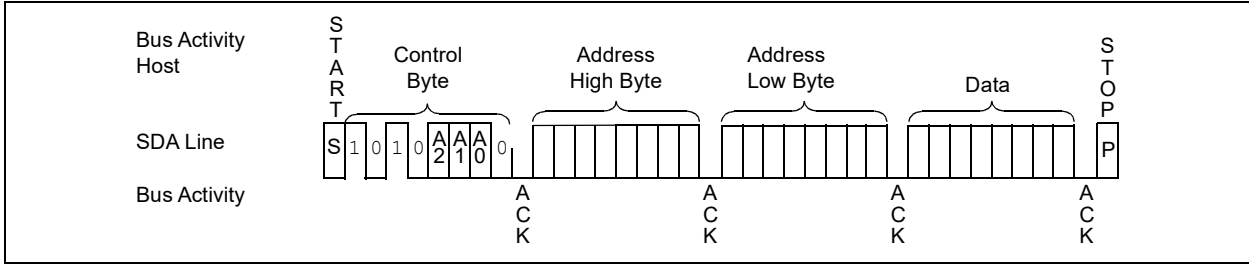 Bus Activity
Host
START
Control
Byte
Address
High Byte
Address
Low Byte
Data
STOP
SDA Line
S 1 0 1 0 A2 A1 A0 0
P
Bus Activity
ACK
ACK
ACK
ACK